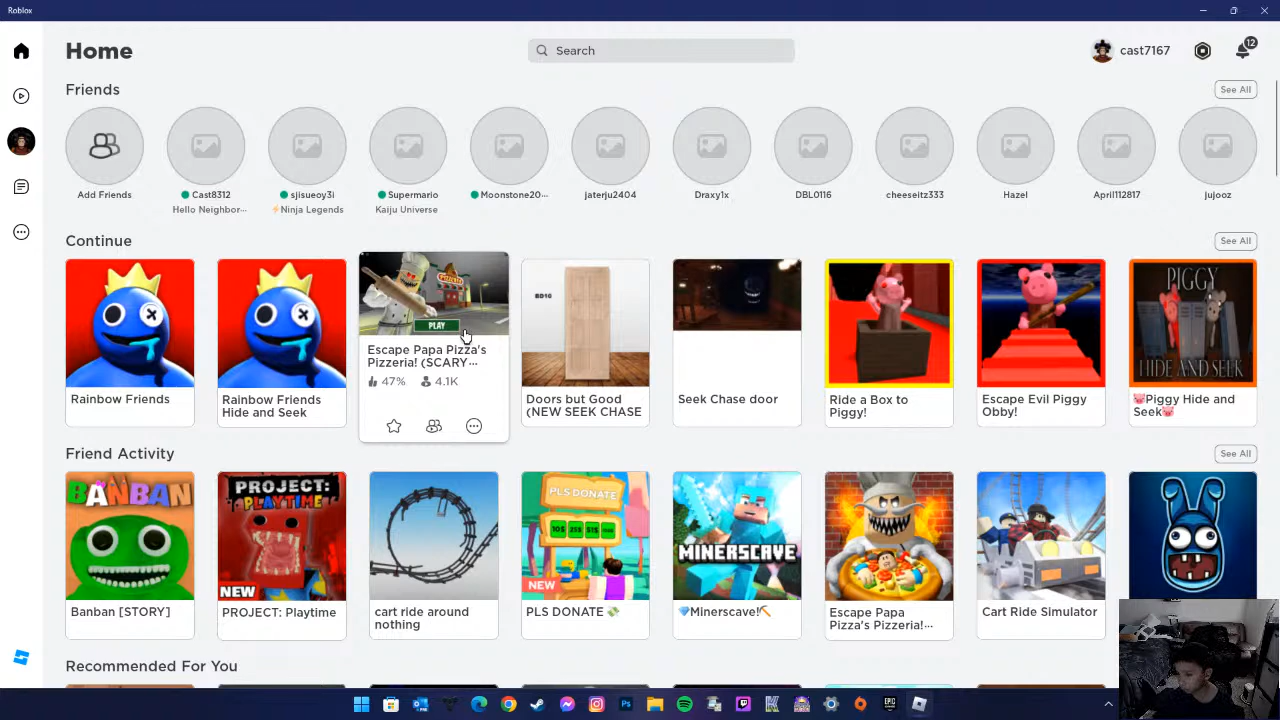 Roblox
Home
Search
cast7167
12
Friends
See All
Add Friends
Cast8312
Hello Neighbor···
sjisueoy3i
⚡Ninja Legends
Supermario
Kaiju Universe
Moonstone20···
jaterju2404
Draxy1x
DBL0116
cheeseitz333
Hazel
April112817
jujooz
Continue
See All
Rainbow Friends
Rainbow Friends
Hide and Seek
PLAY
Escape Papa Pizza's
Pizzeria! (SCARY···
47%
4.1K
Doors but Good
(NEW SEEK CHASE
Seek Chase door
Ride a Box to
Piggy!
Escape Evil Piggy
Obby!
PIGGY
HIDE AND SEEK
🐷Piggy Hide and
Seek🐷
Friend Activity
See All
BANBAN
Banban [STORY]
PROJECT:
PLAYTIME
NEW
PROJECT: Playtime
cart ride around
nothing
PLS DONATE
NEW
PLS DONATE 💸
MINERSCAVE
💎Minerscave!⛏️
Escape Papa
Pizza's Pizzeria!···
Cart Ride Simulator
Recommended For You